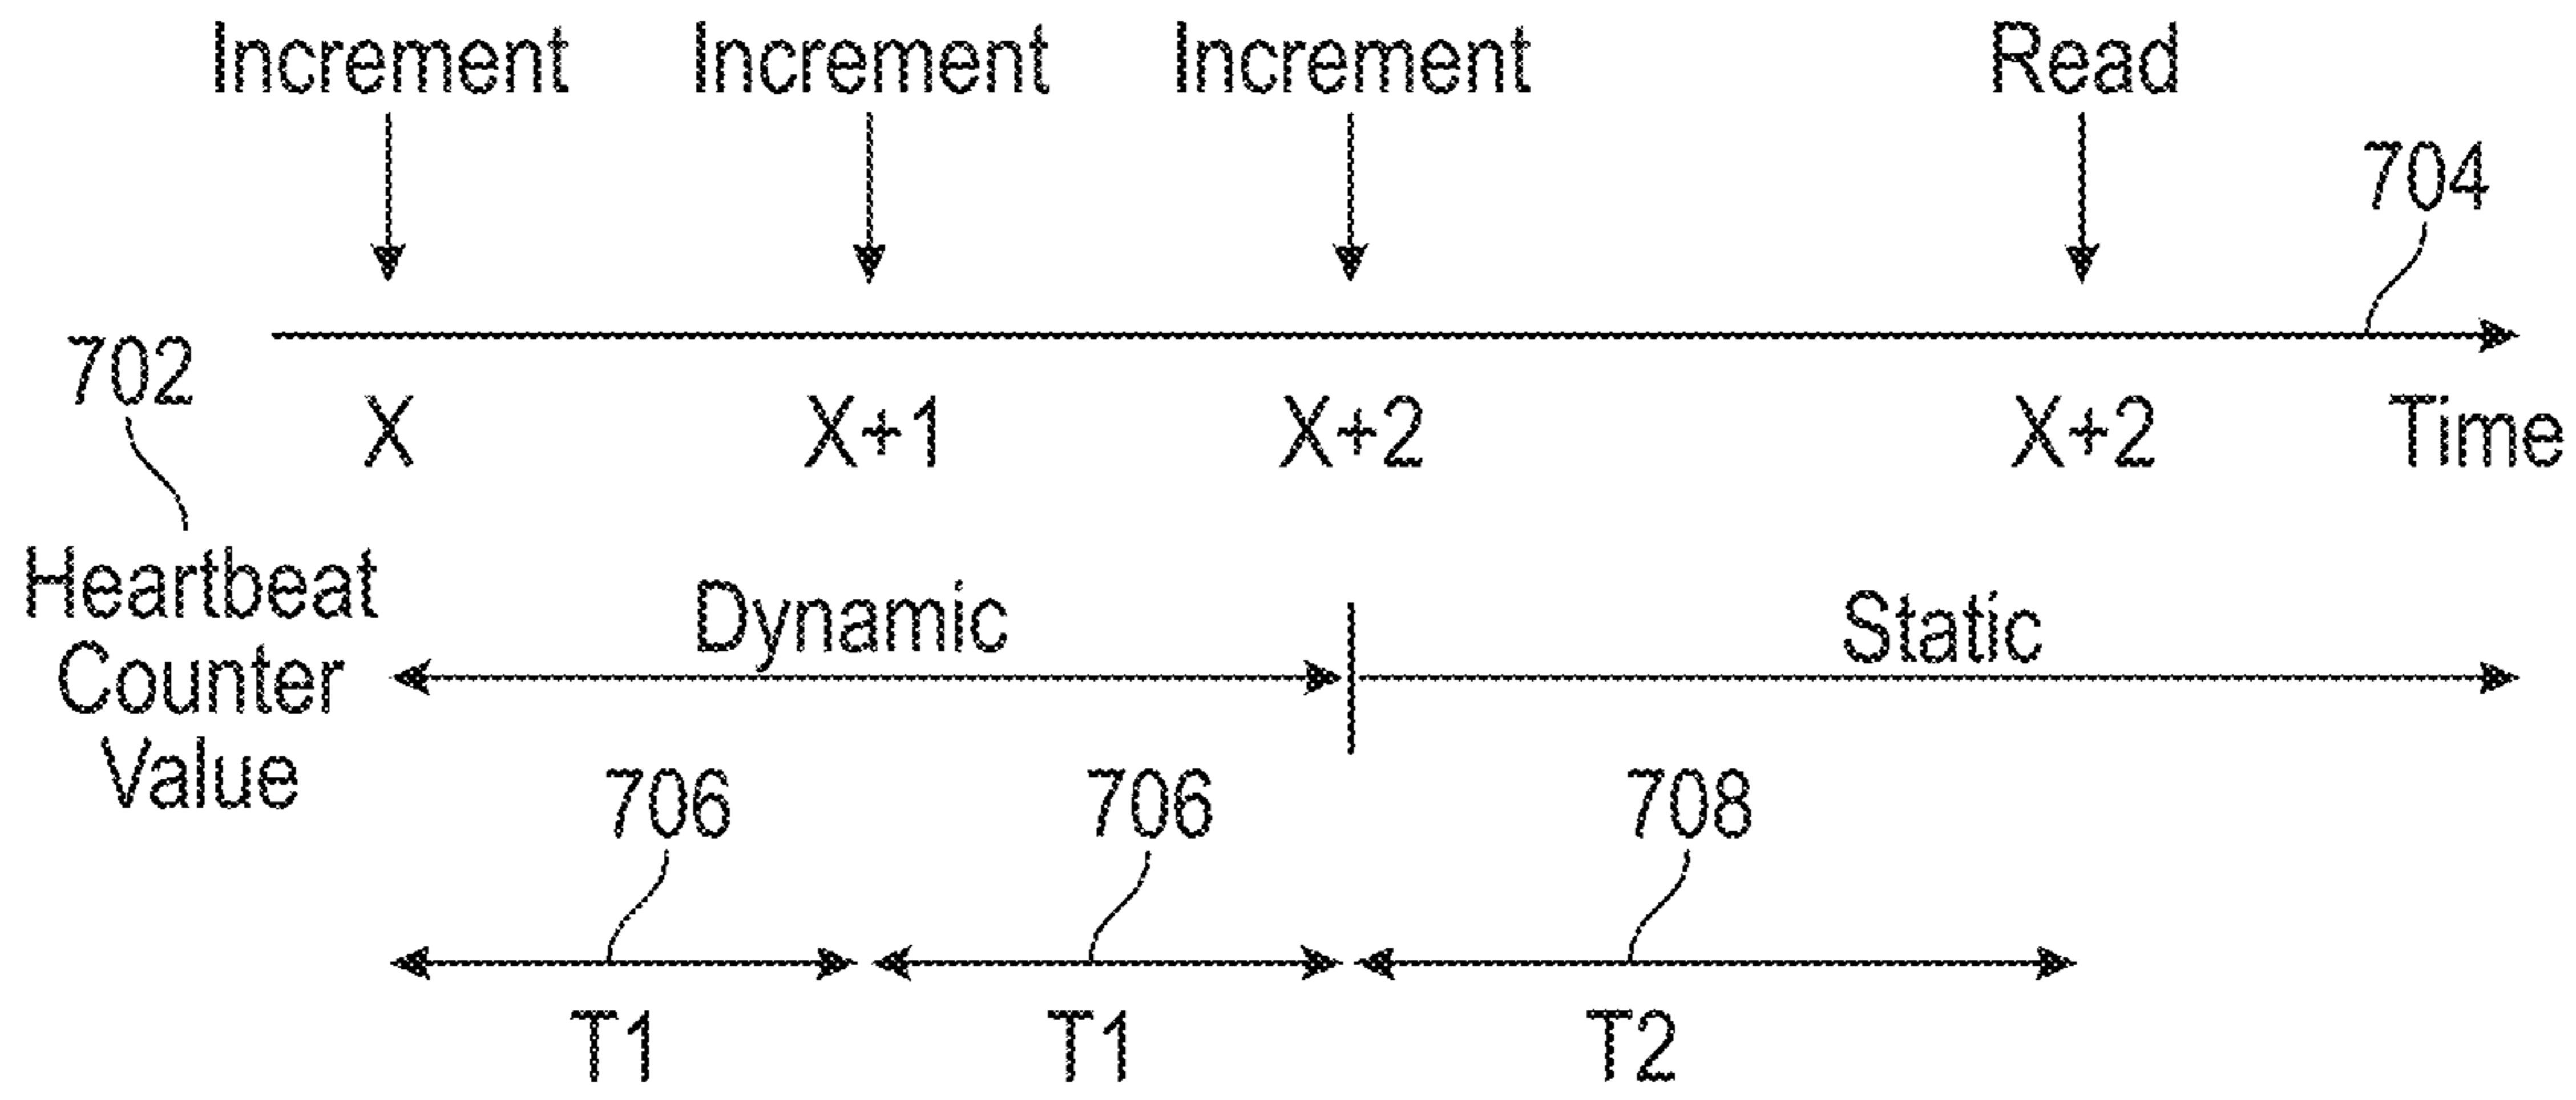 Increment Increment Increment Read
704
702
X X+1 X+2 X+2 Time
Heartbeat
Counter
Value
Dynamic Static
706 706 708
T1 T1 T2